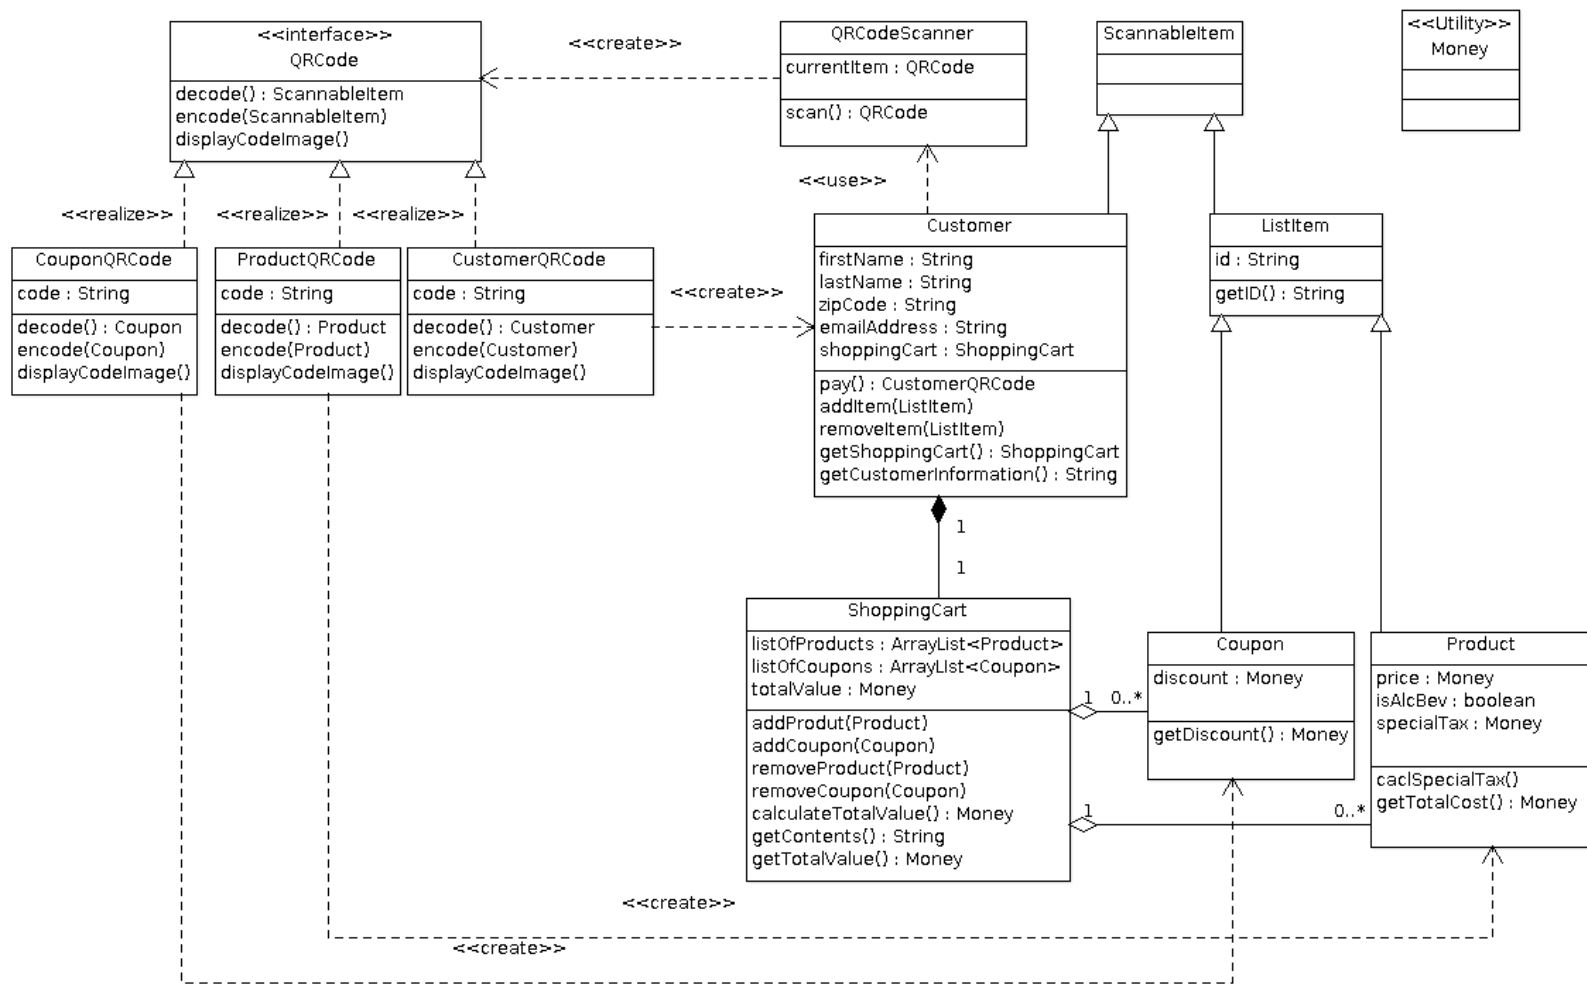 <<interface>>
QRCode
decode() : ScannableItem
encode(ScannableItem)
displayCodeImage()
<<create>>
QRCodeScanner
currentItem : QRCode
scan() : QRCode
ScannableItem
<<Utility>>
Money
<<use>>
<<realize>>
<<realize>>
<<realize>>
CouponQRCode
code : String
decode() : Coupon
encode(Coupon)
displayCodeImage()
ProductQRCode
code : String
decode() : Product
encode(Product)
displayCodeImage()
CustomerQRCode
code : String
decode() : Customer
encode(Customer)
displayCodeImage()
<<create>>
Customer
firstName : String
lastName : String
zipCode : String
emailAddress : String
shoppingCart : ShoppingCart
pay() : CustomerQRCode
addItem(ListItem)
removeItem(ListItem)
getShoppingCart() : ShoppingCart
getCustomerInformation() : String
ListItem
id : String
getID() : String
1
1
ShoppingCart
listOfProducts : ArrayList<Product>
listOfCoupons : ArrayList<Coupon>
totalValue : Money
addProdut(Product)
addCoupon(Coupon)
removeProduct(Product)
removeCoupon(Coupon)
calculateTotalValue() : Money
getContents() : String
getTotalValue() : Money
1 0..*
1 0..*
Coupon
discount : Money
getDiscount() : Money
Product
price : Money
isAlcBev : boolean
specialTax : Money
caclSpecialTax()
getTotalCost() : Money
<<create>>
<<create>>